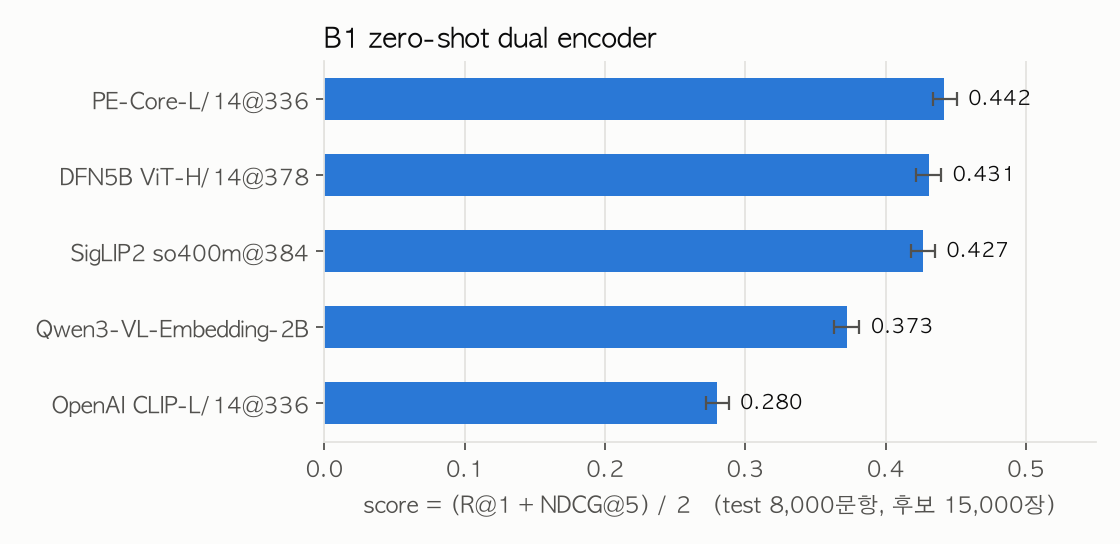 B1 zero-shot dual encoder
PE-Core-L/14@336
0.442
DFN5B ViT-H/14@378
0.431
SigLIP2 so400m@384
0.427
Qwen3-VL-Embedding-2B
0.373
OpenAI CLIP-L/14@336
0.280
0.0 0.1 0.2 0.3 0.4 0.5
score = (R@1 + NDCG@5) / 2 (test 8,000문항, 후보 15,000장)